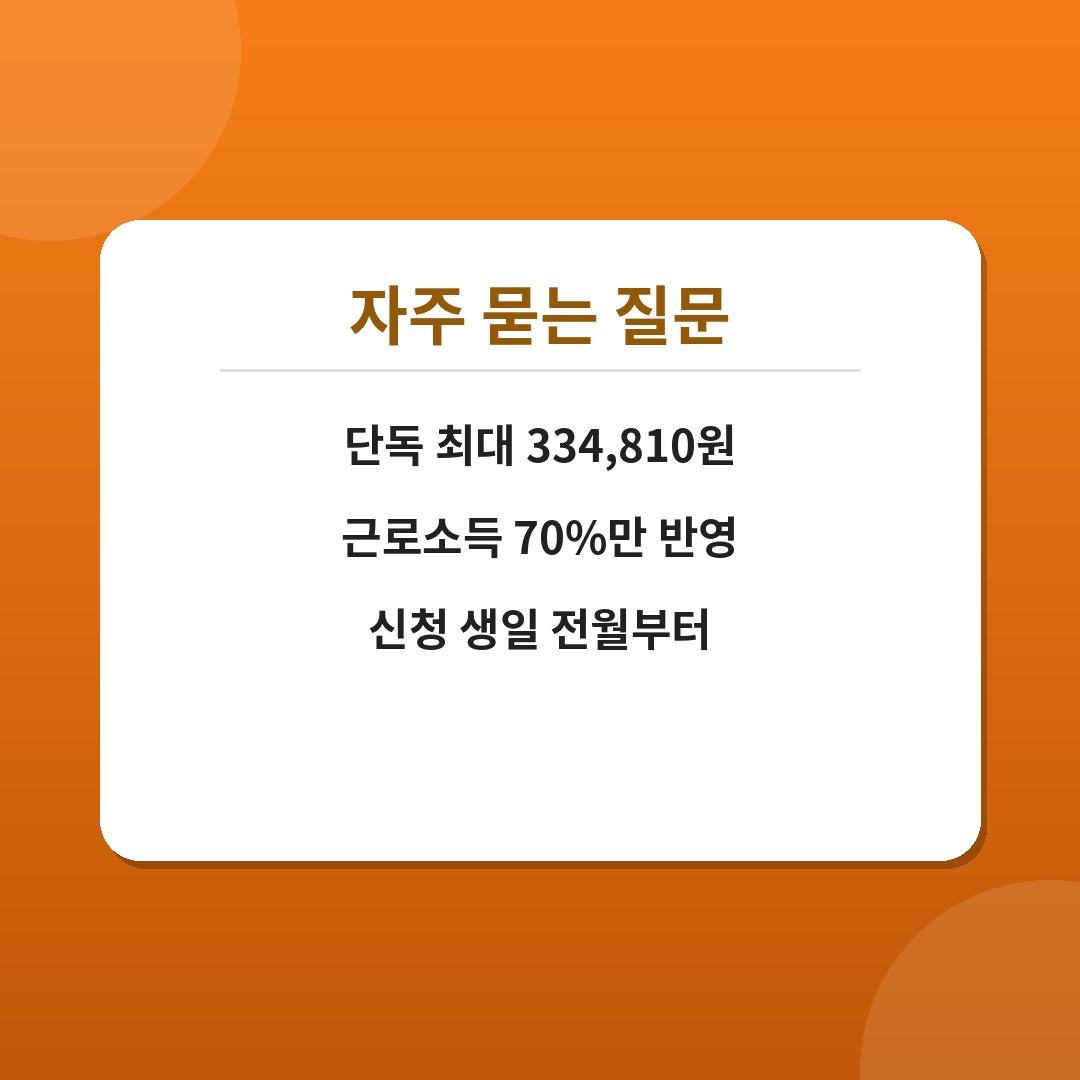 자주 묻는 질문
단독 최대 334,810원
근로소득 70%만 반영
신청 생일 전월부터